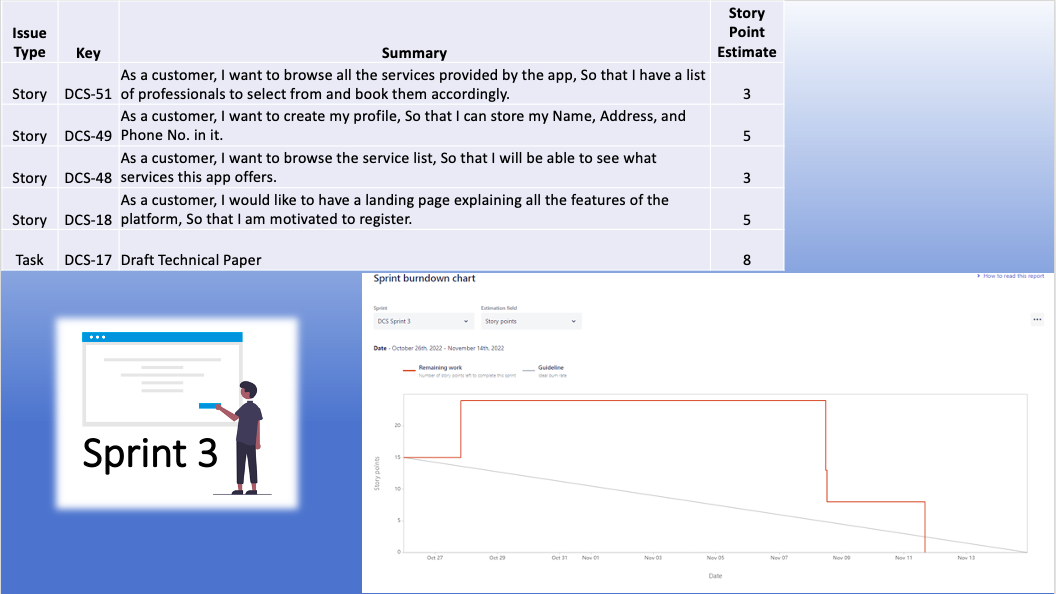 Issue Type Key Summary Story Point Estimate
Story DCS-51 As a customer, I want to browse all the services provided by the app, So that I have a list
of professionals to select from and book them accordingly. 3
Story DCS-49 As a customer, I want to create my profile, So that I can store my Name, Address, and
Phone No. in it. 5
Story DCS-48 As a customer, I want to browse the service list, So that I will be able to see what
services this app offers. 3
Story DCS-18 As a customer, I would like to have a landing page explaining all the features of the
platform, So that I am motivated to register. 5
Task DCS-17 Draft Technical Paper 8
Sprint 3
Sprint burndown chart
How to read this report
Sprint Estimation field
DCS Sprint 3 Story points
Date - October 26th, 2022 - November 14th, 2022
Remaining work Guideline
Number of story points left to complete this sprint Ideal burn rate
Story points
20
15
10
5
0
Oct 27 Oct 29 Oct 31 Nov 01 Nov 03 Nov 05 Nov 07 Nov 09 Nov 11 Nov 13
Date